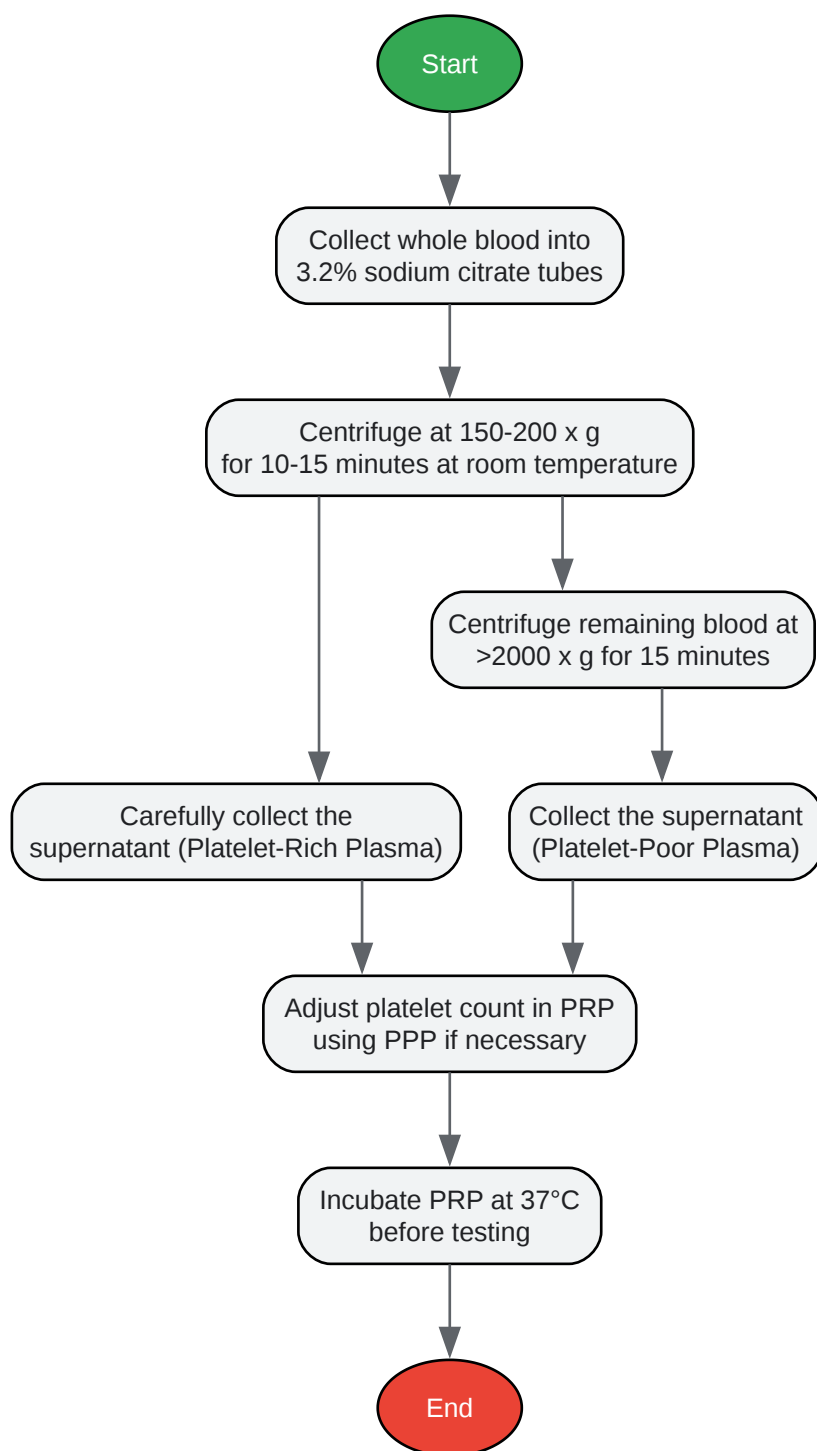 Start
Collect whole blood into
3.2% sodium citrate tubes
Centrifuge at 150-200 x g
for 10-15 minutes at room temperature
Centrifuge remaining blood at
>2000 x g for 15 minutes
Carefully collect the
supernatant (Platelet-Rich Plasma)
Collect the supernatant
(Platelet-Poor Plasma)
Adjust platelet count in PRP
using PPP if necessary
Incubate PRP at 37°C
before testing
End